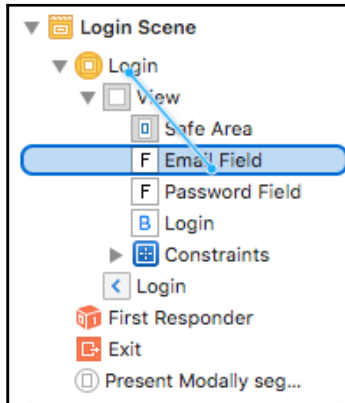 Login Scene
Login
View
Safe Area
F Email Field
F Password Field
B Login
Constraints
Login
First Responder
Exit
Present Modally seg...